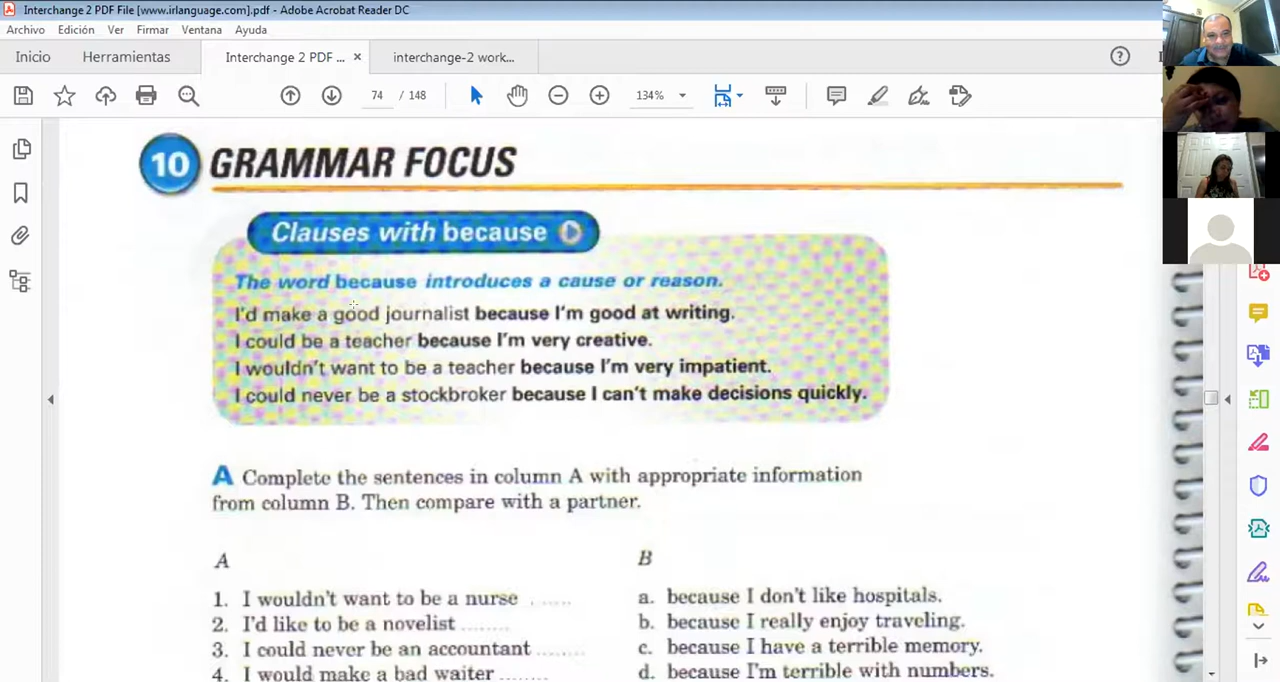 Interchange 2 PDF File [www.irlanguage.com].pdf - Adobe Acrobat Reader DC
Archivo Edición Ver Firmar Ventana Ayuda
Inicio Herramientas Interchange 2 PDF ... × interchange-2 work...
74 / 148 134%
10 GRAMMAR FOCUS
Clauses with because
The word because introduces a cause or reason.
I'd make a good journalist because I'm good at writing.
I could be a teacher because I'm very creative.
I wouldn't want to be a teacher because I'm very impatient.
I could never be a stockbroker because I can't make decisions quickly.
A Complete the sentences in column A with appropriate information
from column B. Then compare with a partner.
A
1. I wouldn't want to be a nurse ........
2. I'd like to be a novelist ........
3. I could never be an accountant ........
4. I would make a bad waiter ........
B
a. because I don't like hospitals.
b. because I really enjoy traveling.
c. because I have a terrible memory.
d. because I'm terrible with numbers.